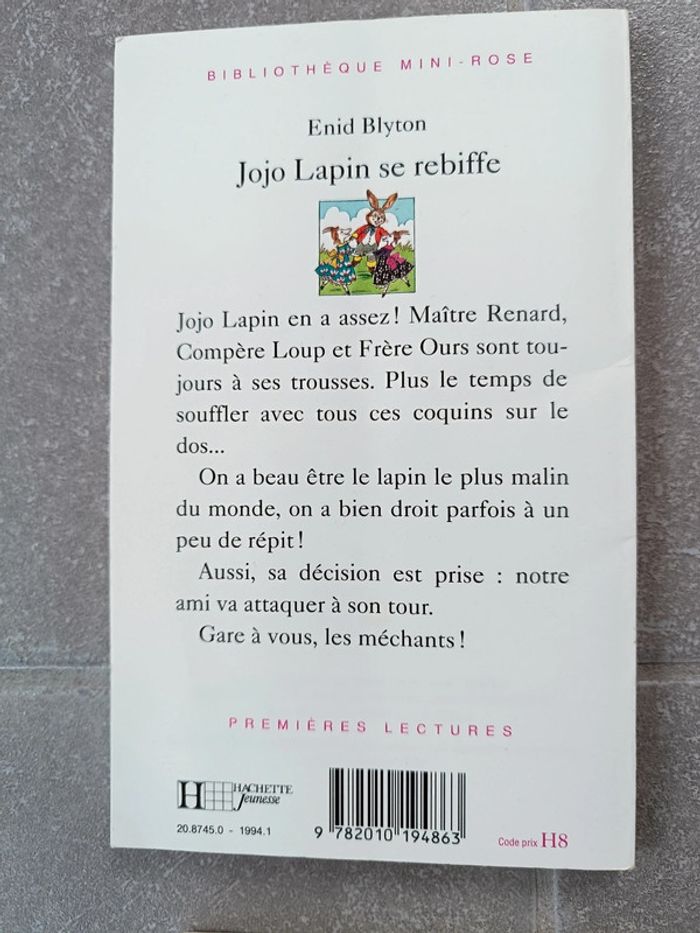 BIBLIOTHÈQUE MINI-ROSE
Enid Blyton
Jojo Lapin se rebiffe
Jojo Lapin en a assez ! Maître Renard,
Compère Loup et Frère Ours sont tou-
jours à ses trousses. Plus le temps de
souffler avec tous ces coquins sur le
dos...
On a beau être le lapin le plus malin
du monde, on a bien droit parfois à un
peu de répit !
Aussi, sa décision est prise : notre
ami va attaquer à son tour.
Gare à vous, les méchants !
PREMIÈRES LECTURES
H HACHETTE
Jeunesse
20.8745.0 - 1994.1
9 782010 194863
Code prix H8